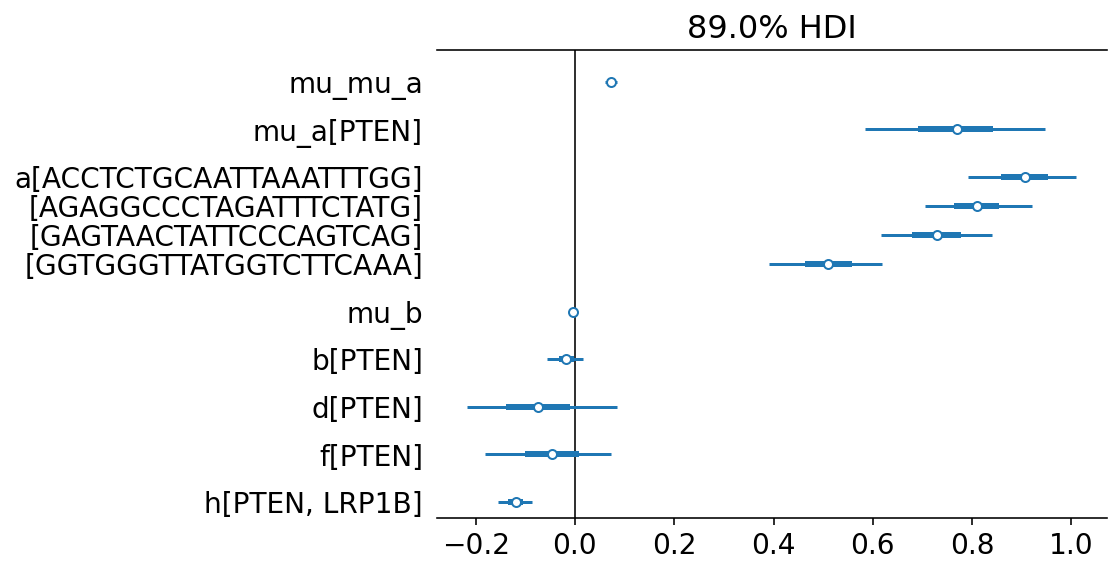 89.0% HDI
mu_mu_a
mu_a[PTEN]
a[ACCTCTGCAATTAAATTTGG]
[AGAGGCCCTAGATTTCTATG]
[GAGTAACTATTCCCAGTCAG]
[GGTGGGTTATGGTCTTCAAA]
mu_b
b[PTEN]
d[PTEN]
f[PTEN]
h[PTEN, LRP1B]
−0.2 0.0 0.2 0.4 0.6 0.8 1.0